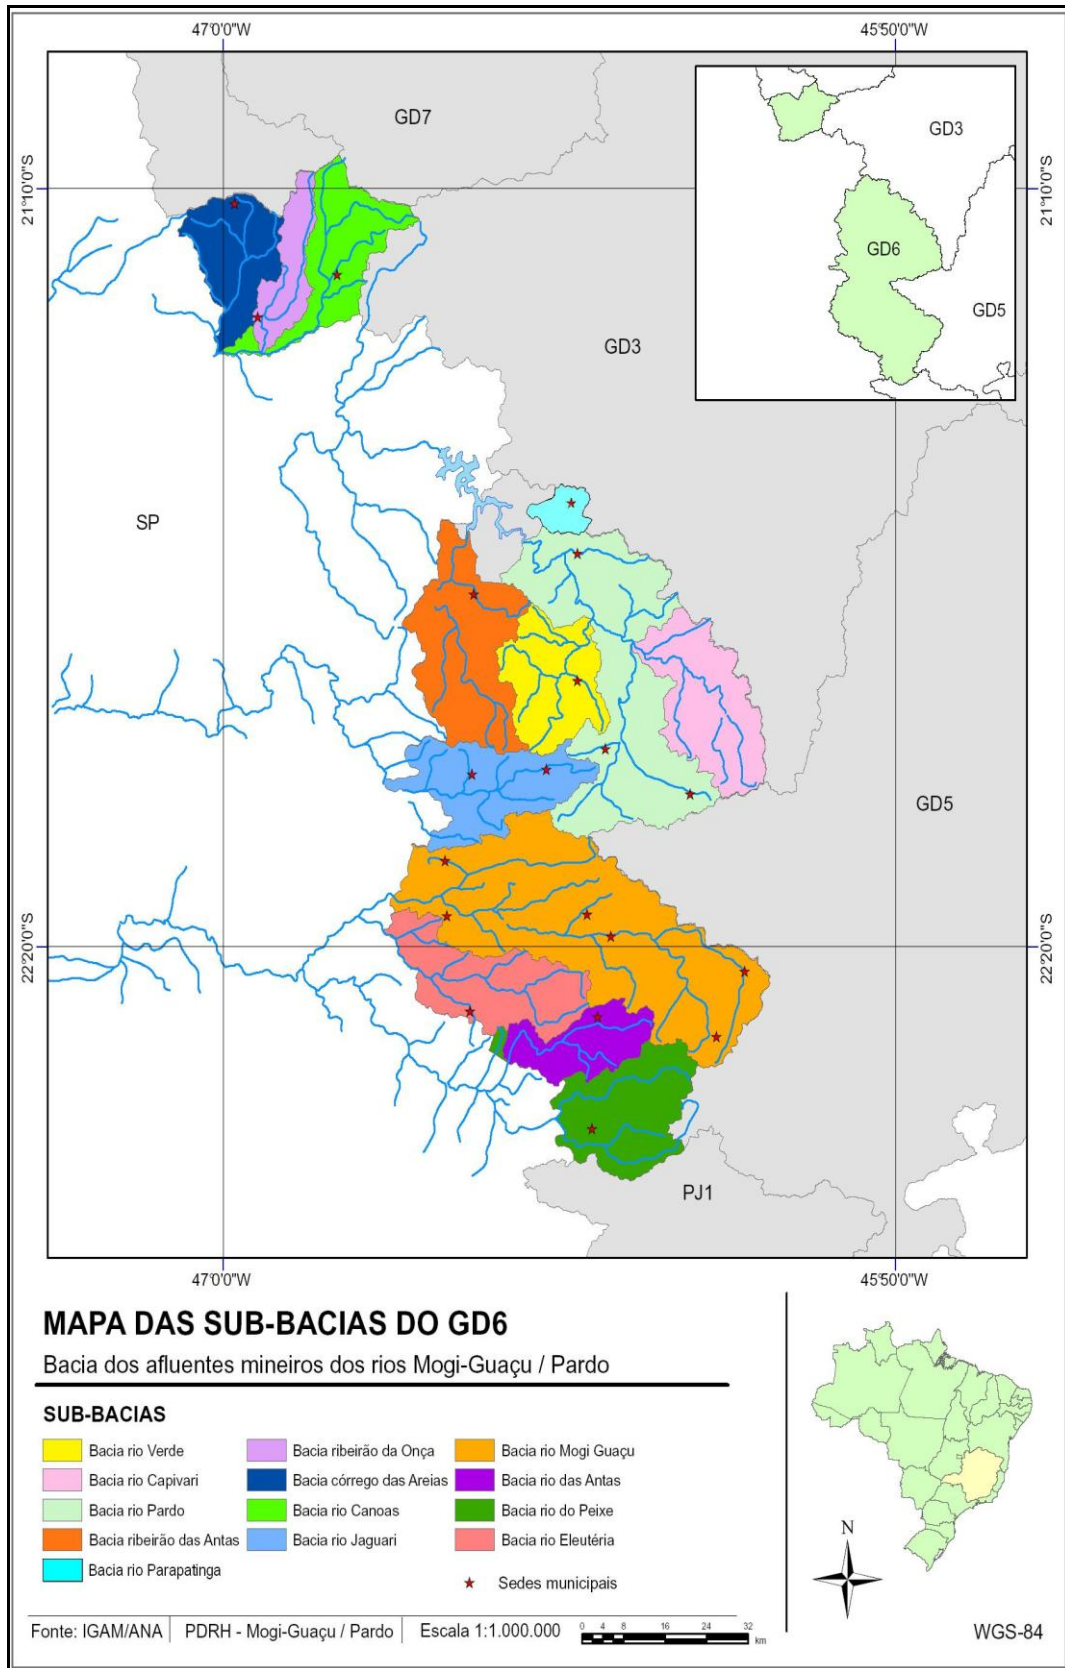 47°0'0"W
45°50'0"W
GD7
GD3
21°10'0"S
21°10'0"S
GD6
GD5
GD3
SP
GD5
22°20'0"S
22°20'0"S
PJ1
47°0'0"W
45°50'0"W
MAPA DAS SUB-BACIAS DO GD6
Bacia dos afluentes mineiros dos rios Mogi-Guaçu / Pardo
SUB-BACIAS
Bacia rio Verde
Bacia rio Capivari
Bacia rio Pardo
Bacia ribeirão das Antas
Bacia rio Parapatinga
Bacia ribeirão da Onça
Bacia córrego das Areias
Bacia rio Canoas
Bacia rio Jaguari
Bacia rio Mogi Guaçu
Bacia rio das Antas
Bacia rio do Peixe
Bacia rio Eleutéria
Sedes municipais
N
Fonte: IGAM/ANA
PDRH - Mogi-Guaçu / Pardo
Escala 1:1.000.000
0 4 8 16 24 32
km
WGS-84